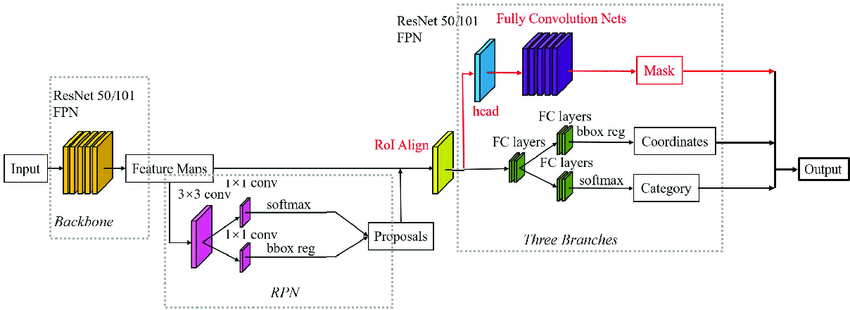 ResNet 50/101
FPN
Fully Convolution Nets
head
Mask
ResNet 50/101
FPN
RoI Align
FC layers
FC layers
bbox reg
Coordinates
Input
Feature Maps
FC layers
softmax
Category
Output
Backbone
3×3 conv
1×1 conv
softmax
1×1 conv
bbox reg
Proposals
RPN
Three Branches